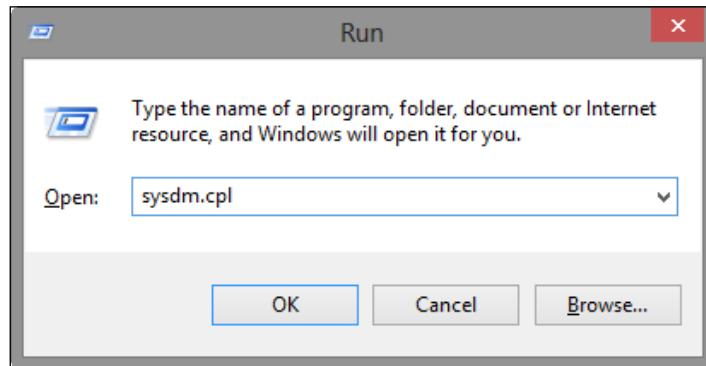 Run
Type the name of a program, folder, document or Internet
resource, and Windows will open it for you.
Open: sysdm.cpl
OK Cancel Browse...